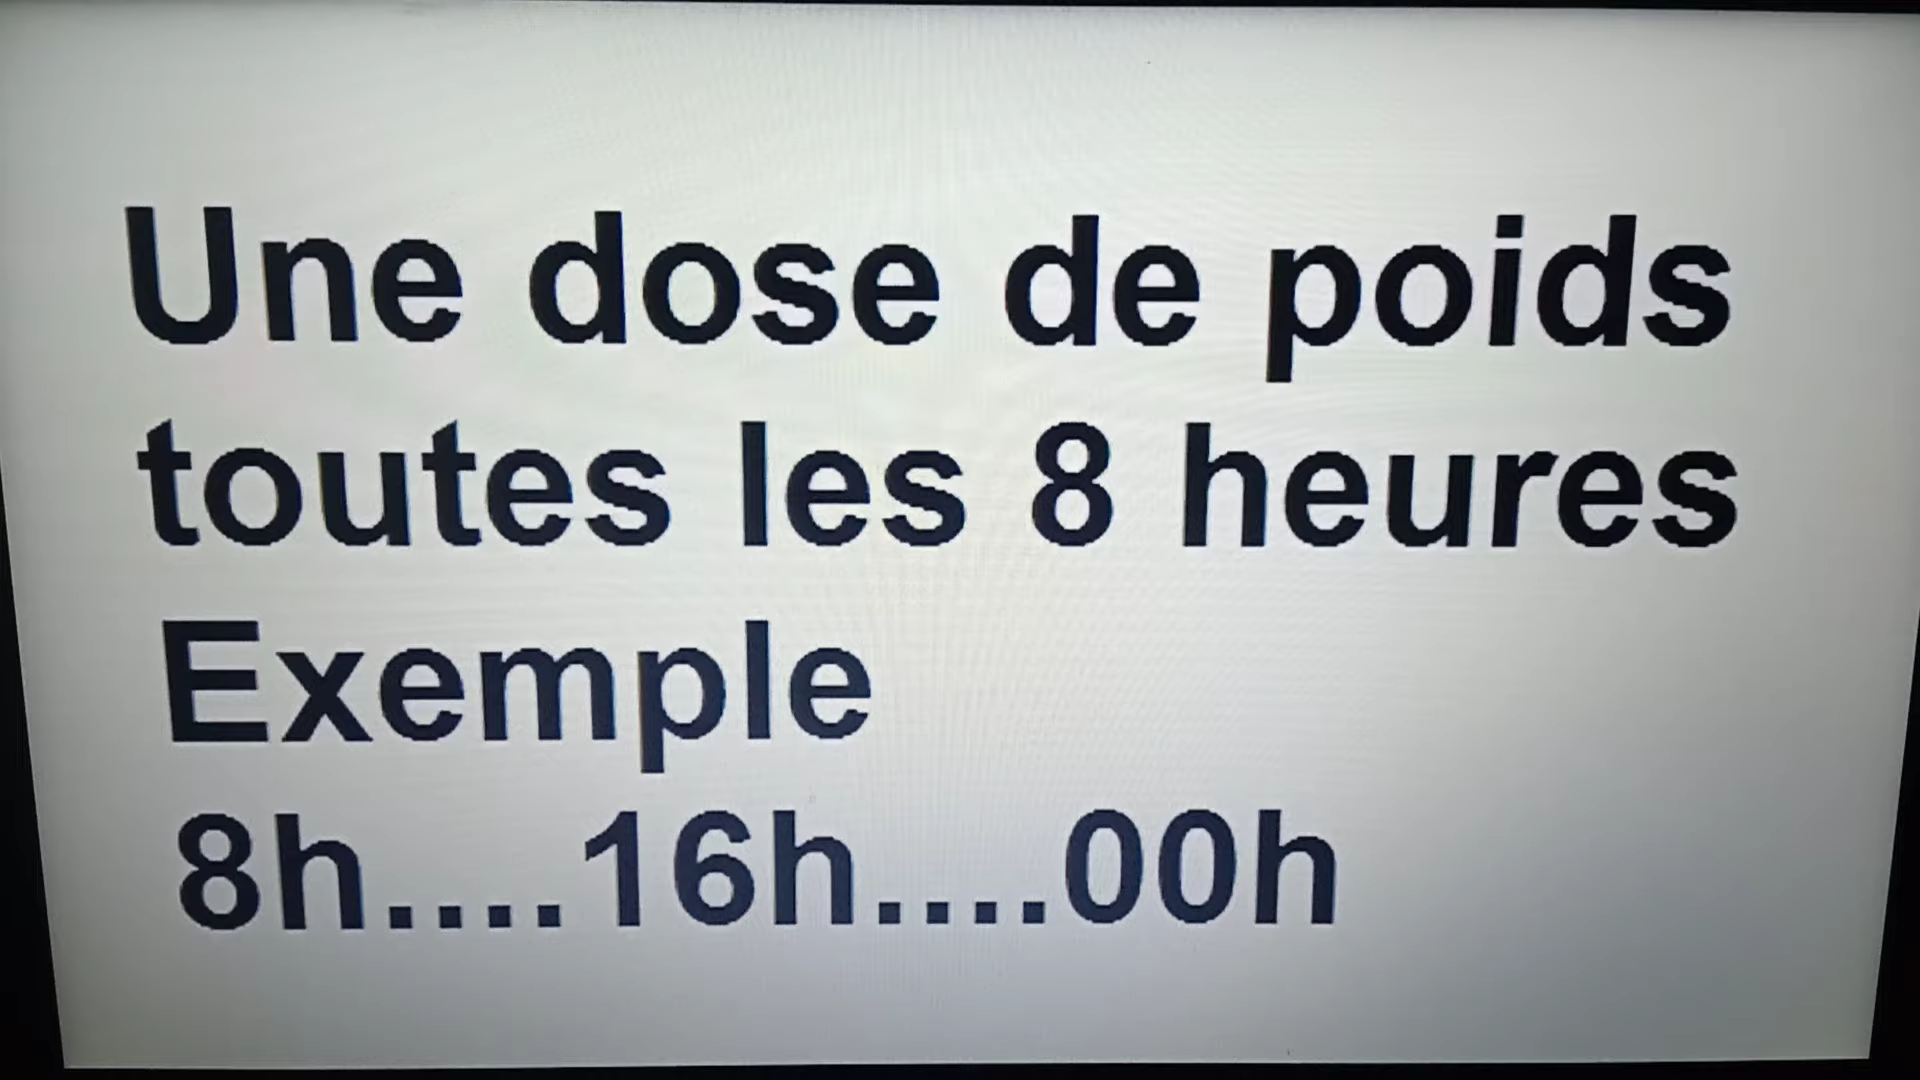 Une dose de poids
toutes les 8 heures
Exemple
8h....16h....00h